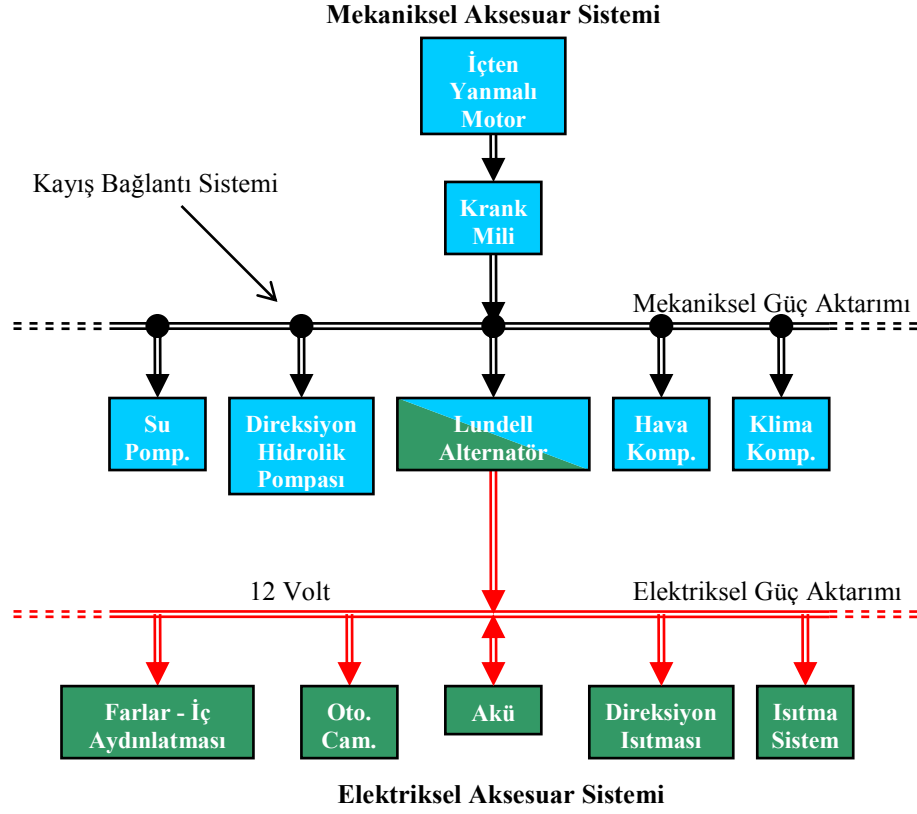 Mekaniksel Aksesuar Sistemi
İçten
Yanmalı
Motor
Kayış Bağlantı Sistemi
Krank
Mili
Mekaniksel Güç Aktarımı
Su
Pomp.
Direksiyon
Hidrolik
Pompası
Lundell
Alternatör
Hava
Komp.
Klima
Komp.
12 Volt
Elektriksel Güç Aktarımı
Farlar - İç
Aydınlatması
Oto.
Cam.
Akü
Direksiyon
Isıtması
Isıtma
Sistem
Elektriksel Aksesuar Sistemi